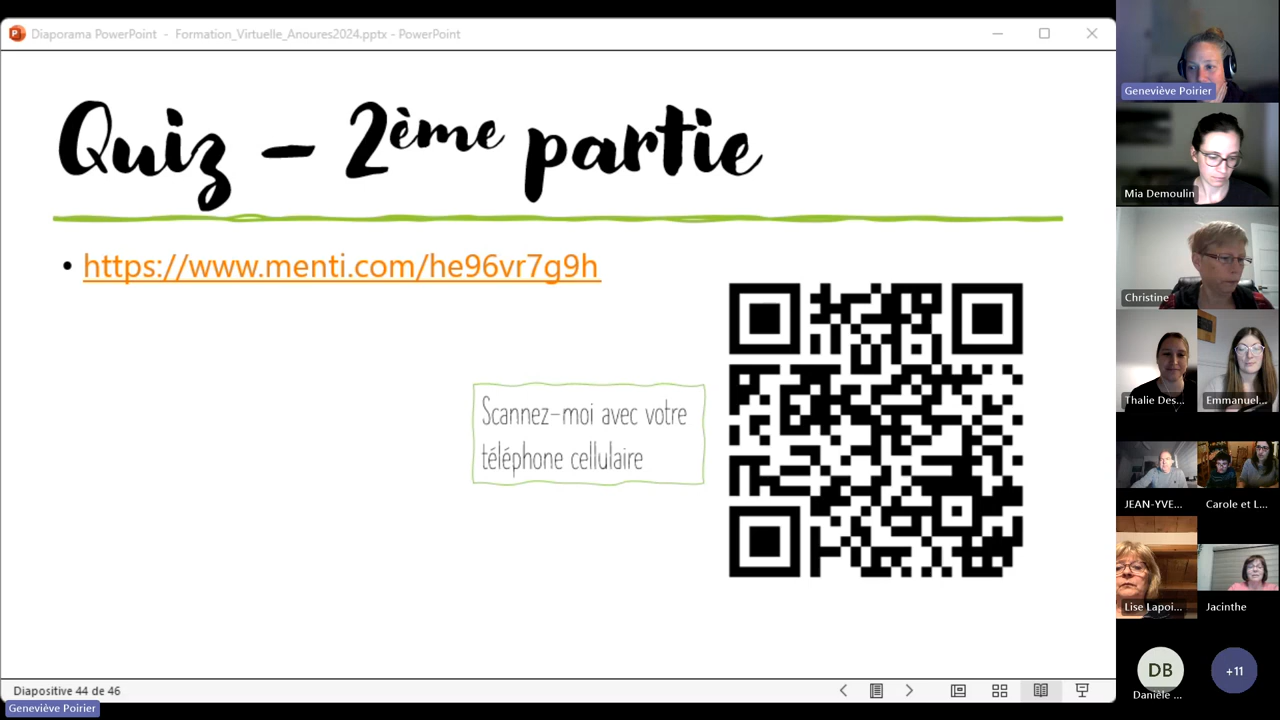 Diaporama PowerPoint - Formation_Virtuelle_Anoures2024.pptx - PowerPoint
Quiz – 2ème partie
• https://www.menti.com/he96vr7g9h
Scannez-moi avec votre
téléphone cellulaire
Diapositive 44 de 46
Geneviève Poirier
Geneviève Poirier
Mia Demoulin
Christine
Thalie Des...
Emmanuel...
JEAN-YVE...
Carole et L...
Lise Lapoi...
Jacinthe
DB
Danièle ...
+11